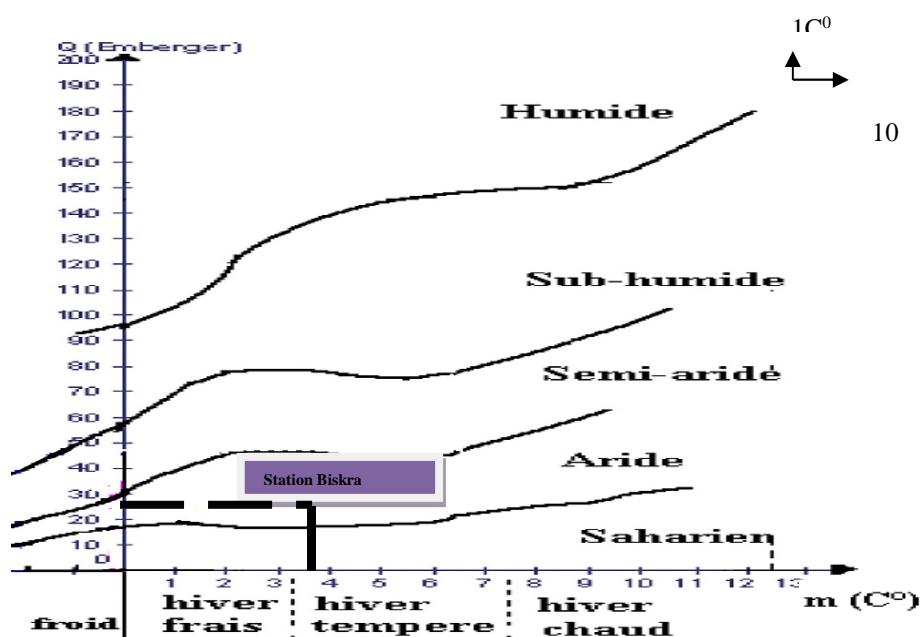 1C⁰
Q (Emberger)
200
190
180
170
160
150
140
130
120
110
100
90
80
70
60
50
40
30
20
10
0
10
Humide
Sub-humide
Semi-aridé
Aride
Saharien
Station Biskra
1 2 3 4 5 6 7 8 9 10 11 12 13
m (C°)
froid
hiver frais
hiver tempere
hiver chaud